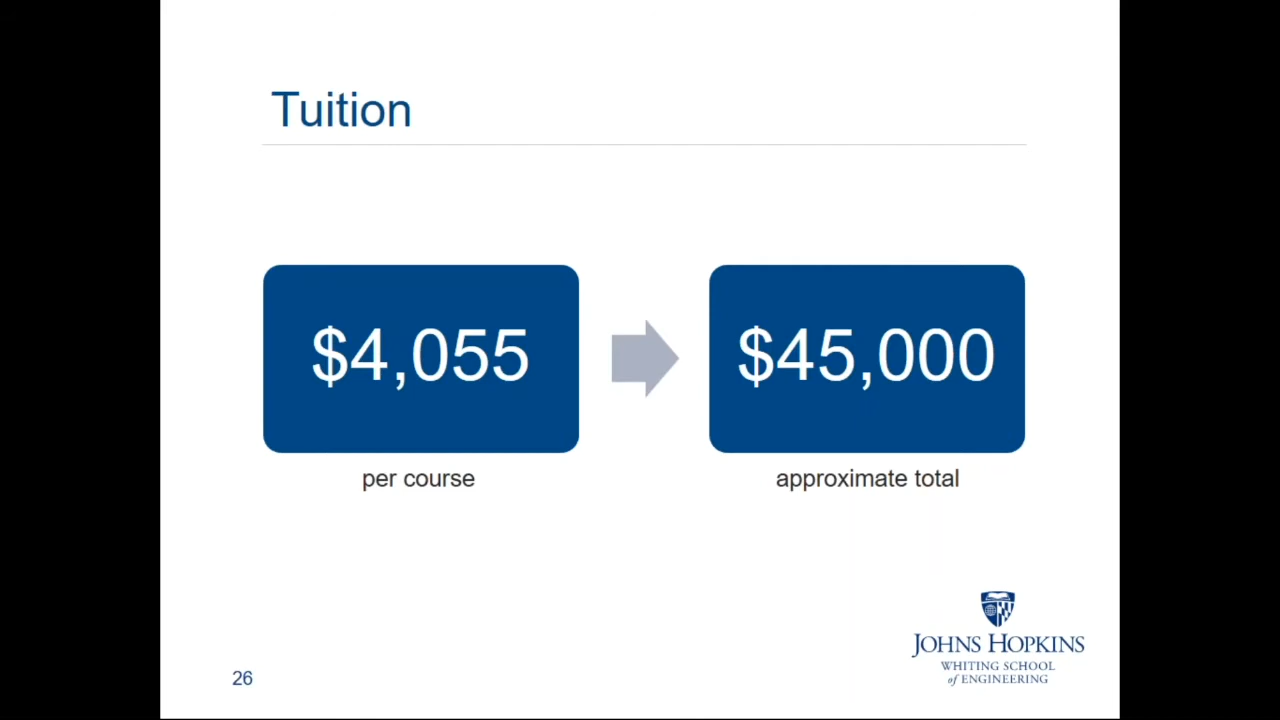 Tuition
$4,055
$45,000
per course
approximate total
JOHNS HOPKINS
WHITING SCHOOL
of ENGINEERING
26